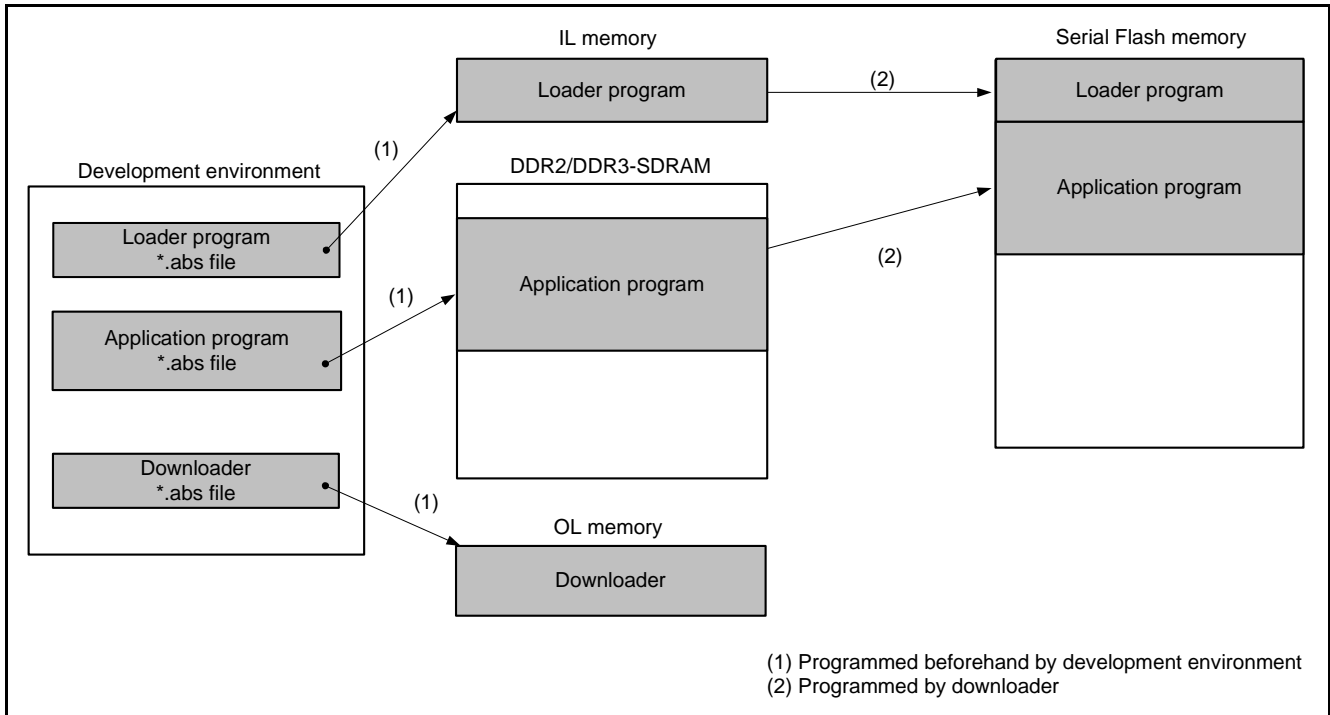 Development environment
Loader program
*.abs file
Application program
*.abs file
Downloader
*.abs file
(1)
(1)
(1)
IL memory
Loader program
DDR2/DDR3-SDRAM
Application program
OL memory
Downloader
(2)
(2)
Serial Flash memory
Loader program
Application program
(1) Programmed beforehand by development environment
(2) Programmed by downloader